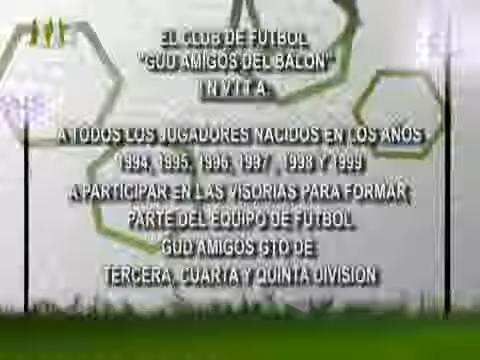 EL CLUB DE FUTBOL
"GUD AMIGOS DEL BALON"
I N V I T A:
A TODOS LOS JUGADORES NACIDOS EN LOS AÑOS
1994, 1995, 1996, 1997 , 1998 Y 1999
A PARTICIPAR EN LAS VISORIAS PARA FORMAR
PARTE DEL EQUIPO DE FUTBOL
GUD AMIGOS GTO DE
TERCERA, CUARTA Y QUINTA DIVISION